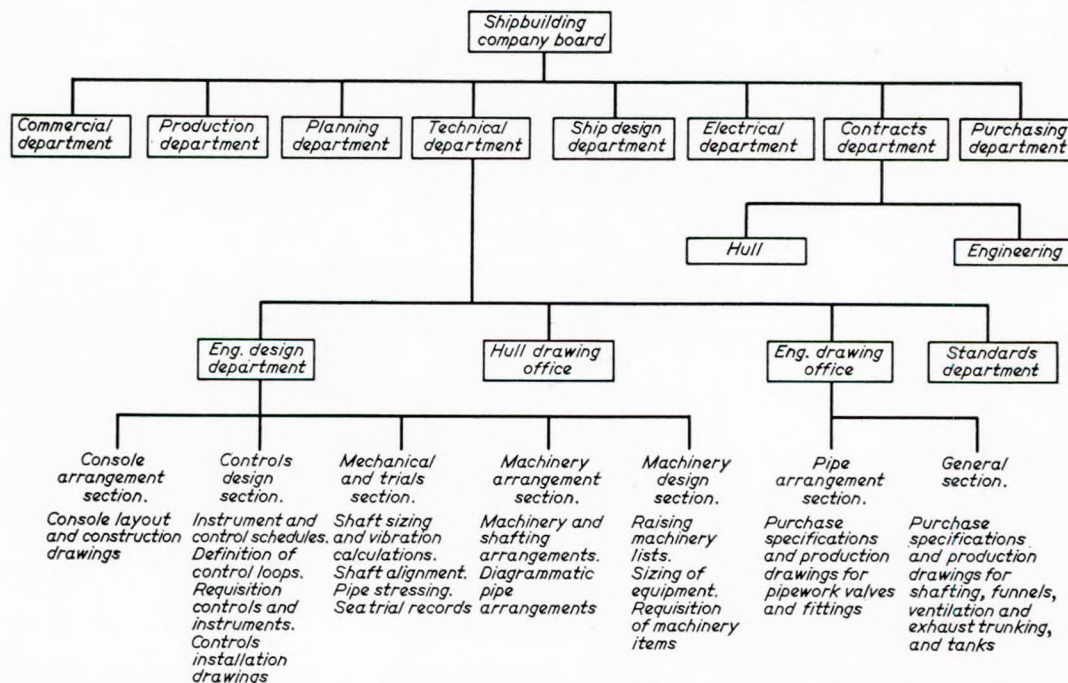 Shipbuilding
company board
Commercial
department
Production
department
Planning
department
Technical
department
Ship design
department
Electrical
department
Contracts
department
Purchasing
department
Hull
Engineering
Eng. design
department
Hull drawing
office
Eng. drawing
office
Standards
department
Console
arrangement
section.
Console layout
and construction
drawings
Controls
design
section.
Instrument and
control schedules.
Definition of
control loops.
Requisition
controls and
instruments.
Controls
installation
drawings
Mechanical
and trials
section.
Shaft sizing
and vibration
calculations.
Shaft alignment.
Pipe stressing.
Sea trial records
Machinery
arrangement
section.
Machinery and
shafting
arrangements.
Diagrammatic
pipe
arrangements
Machinery
design
section.
Raising
machinery
lists.
Sizing of
equipment.
Requisition
of machinery
items
Pipe
arrangement
section.
Purchase
specifications
and production
drawings for
pipework valves
and fittings
General
section.
Purchase
specifications
and production
drawings for
shafting, funnels,
ventilation and
exhaust trunking,
and tanks